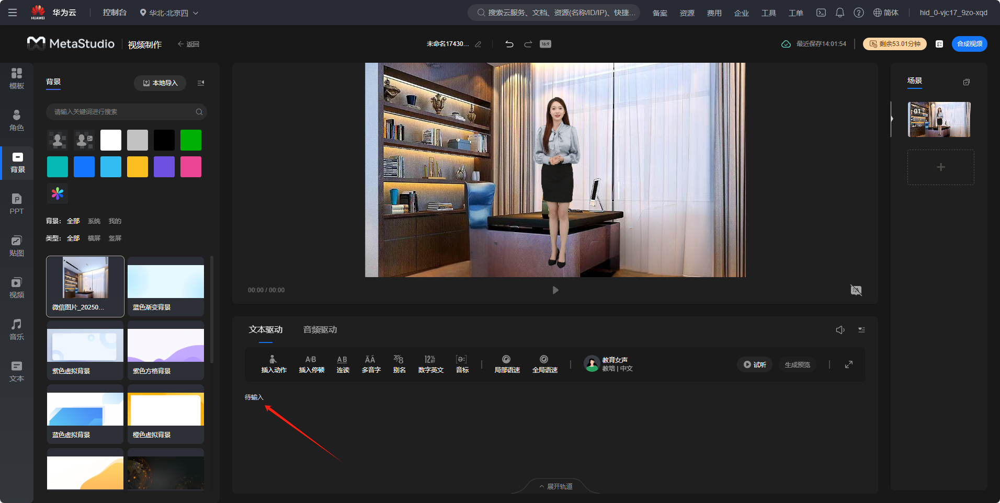 HUAWEI
华为云
控制台
华北-北京四
搜索云服务、文档、资源(名称/ID/IP)、快捷...
备案
资源
费用
企业
工具
工单
简体
hid_0-vjc17_9zo-xqd
MetaStudio
视频制作
返回
未命名17430...
16:9
最近保存14:01:54
剩余53.01分钟
合成视频
模板
角色
背景
PPT
贴图
视频
音乐
文本
背景
本地导入
请输入关键词进行搜索
背景: 全部 系统 我的
类型: 全部 横屏 竖屏
微信图片_20250...
蓝色渐变背景
紫色虚拟背景
紫色方格背景
蓝色虚拟背景
橙色虚拟背景
00:00 / 00:00
场景
01
文本驱动
音频驱动
插入动作
插入停顿
连读
多音字
别名
数字英文
音标
局部语速
全局语速
教育女声
教培 | 中文
试听
生成预览
待输入
展开轨道